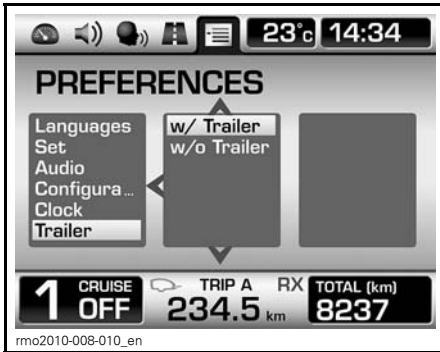 23°c 14:34
PREFERENCES
Languages
Set
Audio
Configura...
Clock
Trailer
w/ Trailer
w/o Trailer
1 CRUISE OFF
TRIP A RX
234.5 km
TOTAL (km)
8237
rmo2010-008-010_en